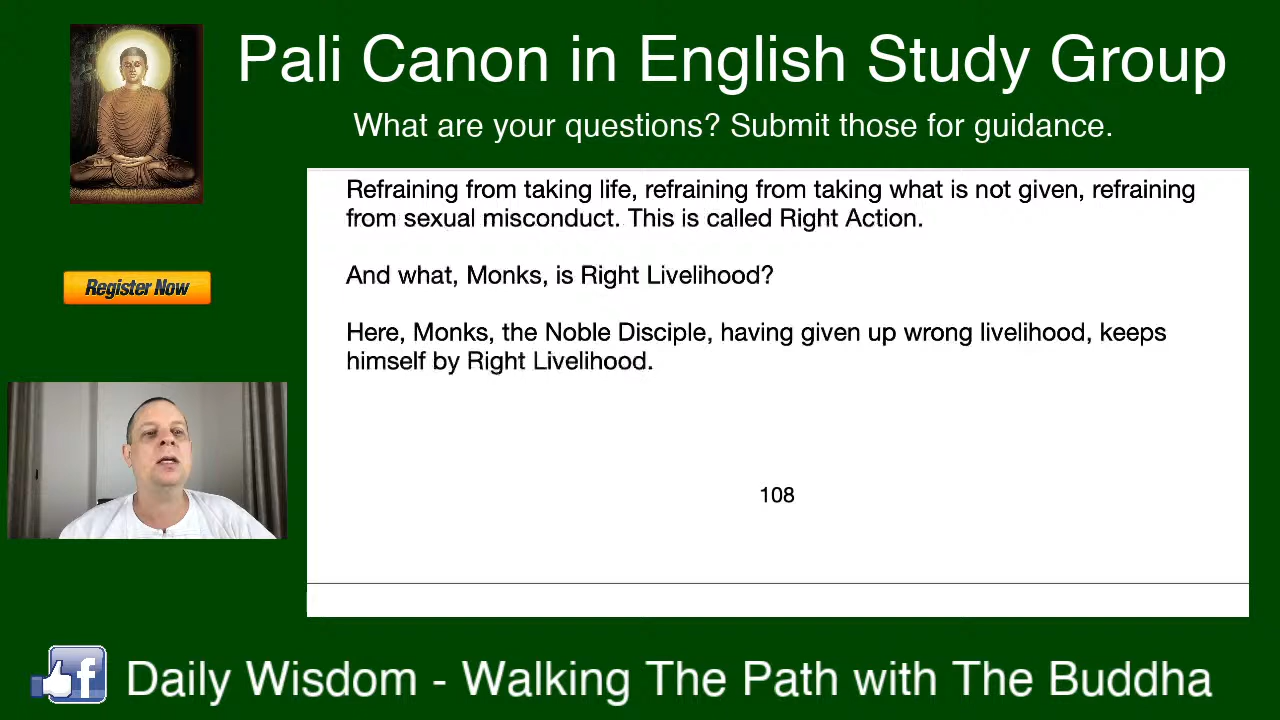 Pali Canon in English Study Group
What are your questions? Submit those for guidance.
Refraining from taking life, refraining from taking what is not given, refraining
from sexual misconduct. This is called Right Action.
And what, Monks, is Right Livelihood?
Register Now
Here, Monks, the Noble Disciple, having given up wrong livelihood, keeps
himself by Right Livelihood.
108
f
Daily Wisdom - Walking The Path with The Buddha